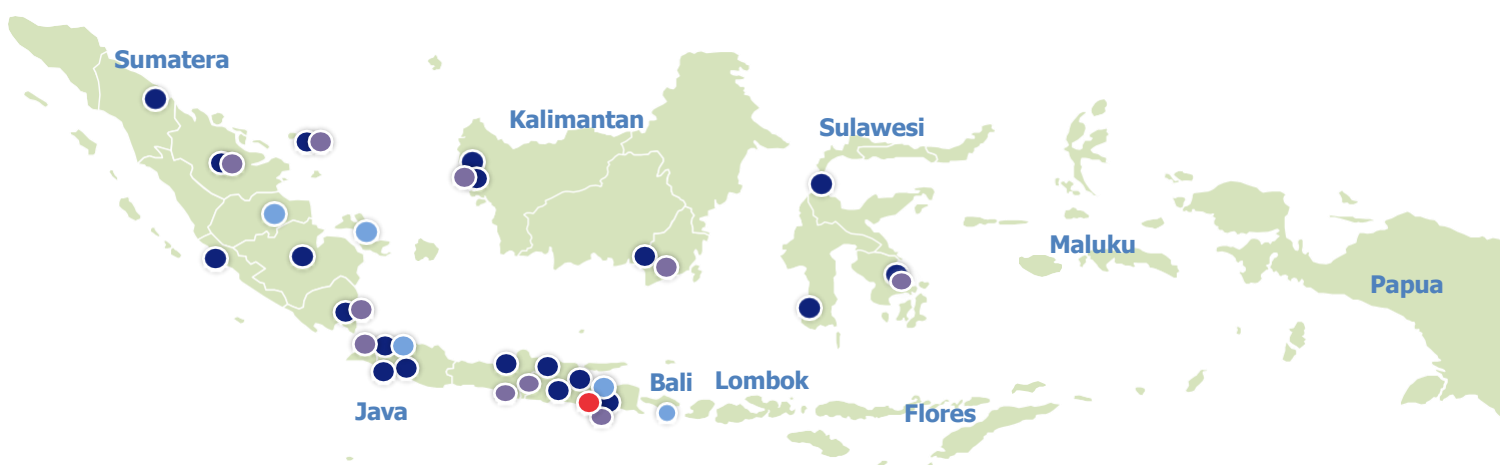 Sumatera
Kalimantan
Sulawesi
Maluku
Papua
Java
Bali
Lombok
Flores